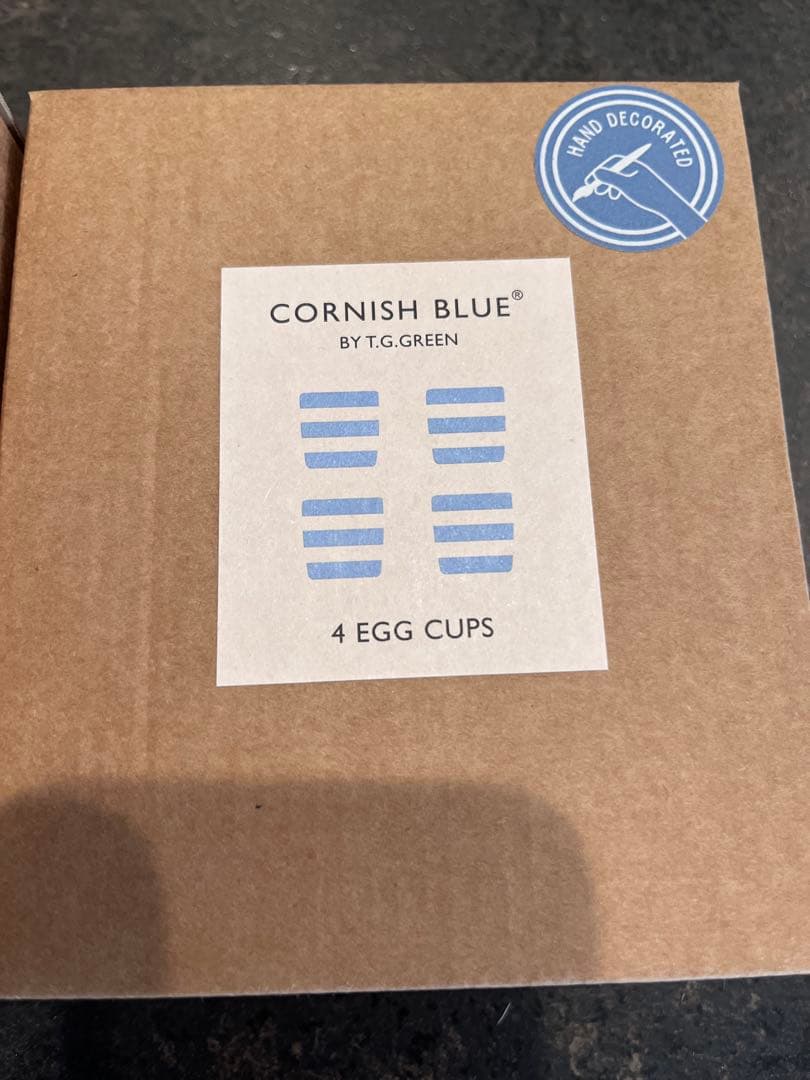 HAND DECORATED
CORNISH BLUE®
BY T.G.GREEN
4 EGG CUPS